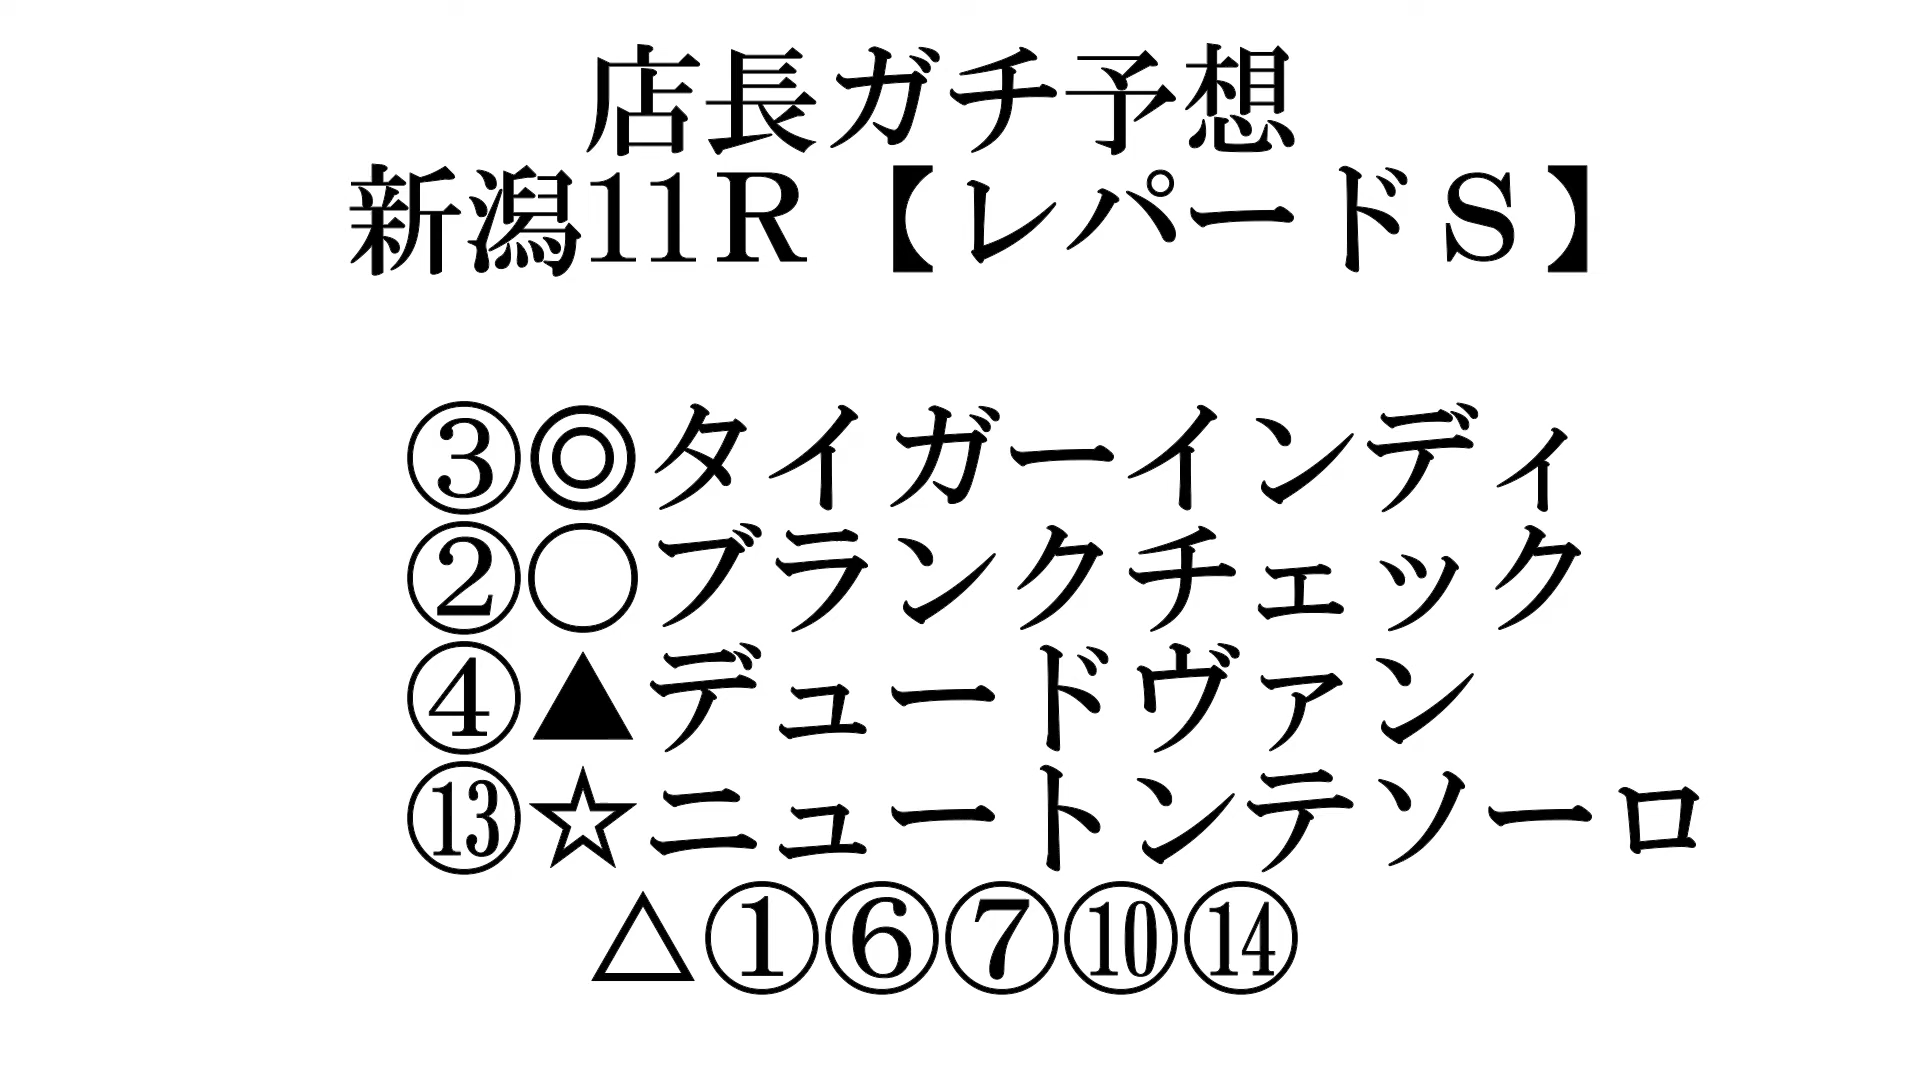 店長ガチ予想
新潟11R【レパードS】
③◎タイガーインディ
②○ブランクチェック
④▲デュードヴァン
⑬☆ニュートンテソーロ
△①⑥⑦⑩⑭